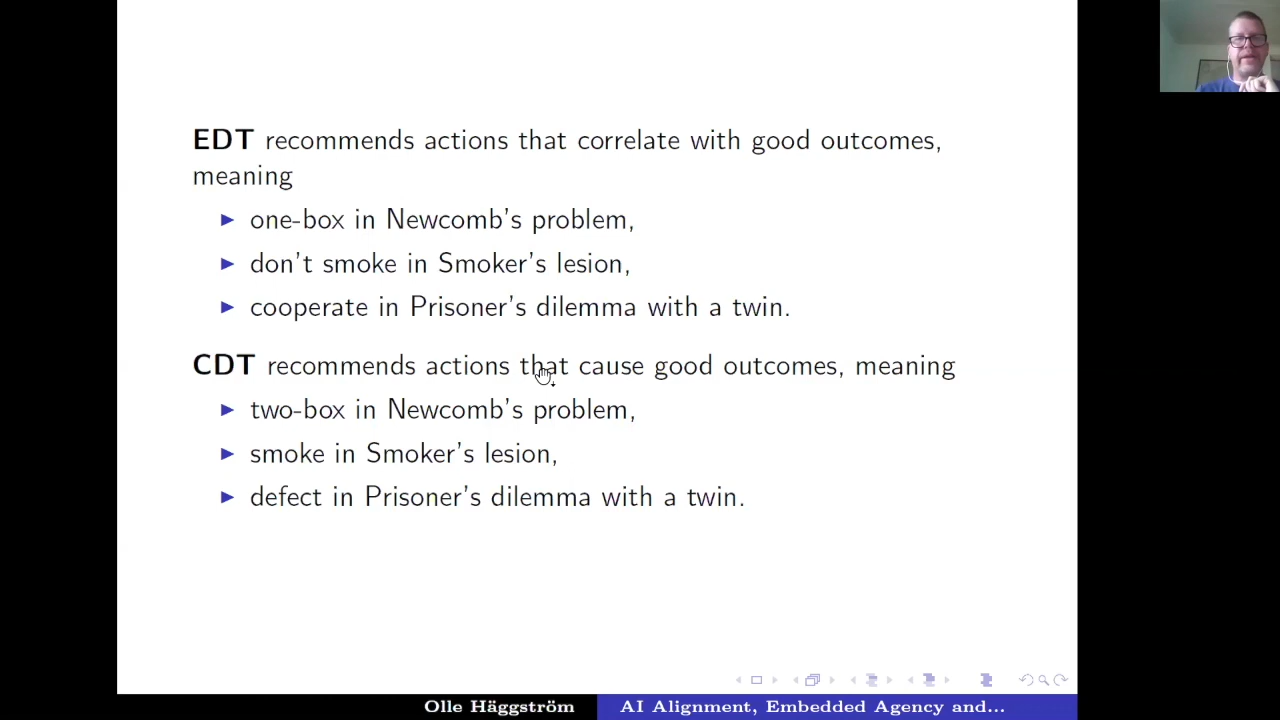 EDT recommends actions that correlate with good outcomes,
meaning
one-box in Newcomb's problem,
don't smoke in Smoker's lesion,
cooperate in Prisoner's dilemma with a twin.
CDT recommends actions that cause good outcomes, meaning
two-box in Newcomb's problem,
smoke in Smoker's lesion,
defect in Prisoner's dilemma with a twin.
Olle Häggström AI Alignment, Embedded Agency and...